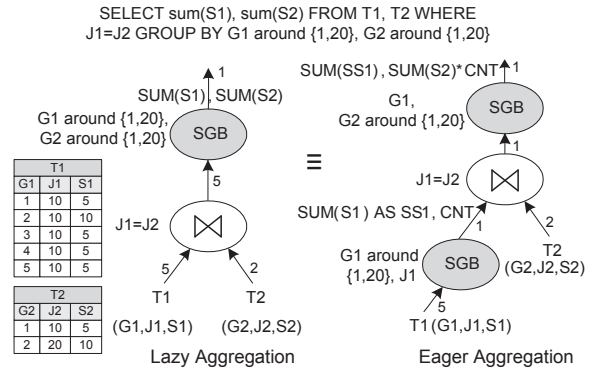 SELECT sum(S1), sum(S2) FROM T1, T2 WHERE
J1=J2 GROUP BY G1 around {1,20}, G2 around {1,20}
1
SUM(S1), SUM(S2)
G1 around {1,20},
G2 around {1,20}
SGB
5
J1=J2
5
2
T1
T2
(G1,J1,S1)
(G2,J2,S2)
Lazy Aggregation
T1
G1 J1 S1
1 10 5
2 10 10
3 10 5
4 10 5
5 10 5
T2
G2 J2 S2
1 10 5
2 20 10
≡
SUM(SS1), SUM(S2)*CNT
1
G1,
G2 around {1,20}
SGB
1
J1=J2
SUM(S1) AS SS1, CNT
1
2
T2
(G2,J2,S2)
G1 around
{1,20}, J1
SGB
5
T1 (G1,J1,S1)
Eager Aggregation